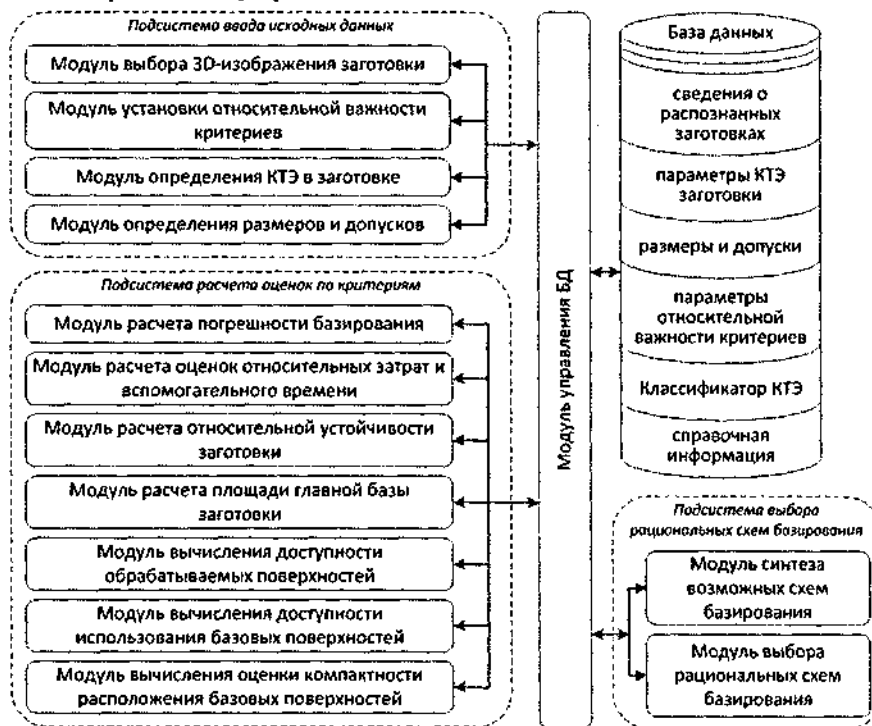 Подсистема ввода исходных данных
Модуль выбора 3D-изображения заготовки
Модуль установки относительной важности
критериев
Модуль определения КТЭ в заготовке
Модуль определения размеров и допусков
Подсистема расчета оценок по критериям
Модуль расчета погрешности базирования
Модуль расчета оценок относительных затрат и
вспомогательного времени
Модуль расчета относительной устойчивости
заготовки
Модуль расчета площади главной базы
заготовки
Модуль вычисления доступности
обрабатываемых поверхностей
Модуль вычисления доступности
использования базовых поверхностей
Модуль вычисления оценки компактности
расположения базовых поверхностей
Модуль управления БД
База данных
сведения о
распознанных
заготовках
параметры КТЭ
заготовки
размеры и допуски
параметры
относительной
важности критериев
Классификатор КТЭ
справочная
информация
Подсистема выбора
рациональных схем базирования
Модуль синтеза
возможных схем
базирования
Модуль выбора
рациональных схем
базирования